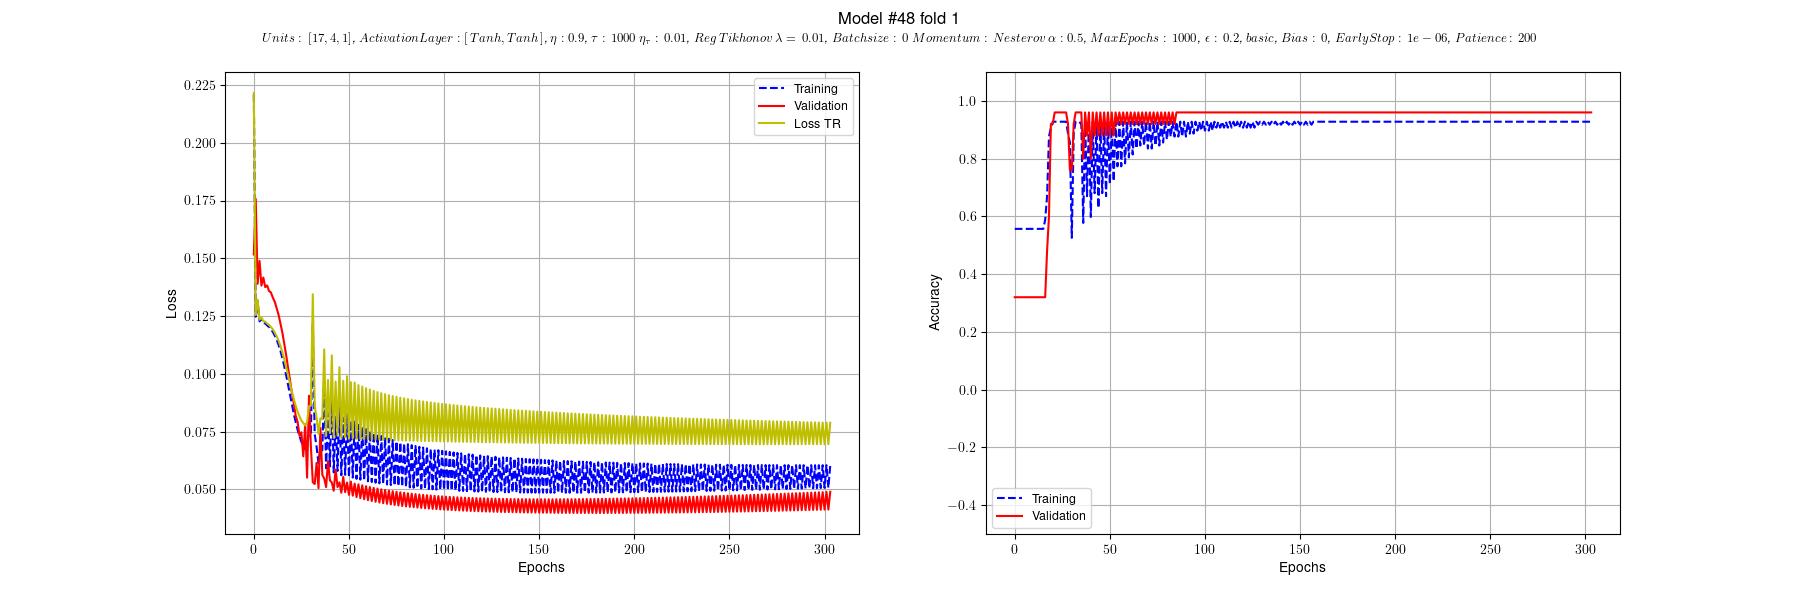 Model #48 fold 1
Units : [17, 4, 1], ActivationLayer : [Tanh, Tanh], η : 0.9, τ : 1000 η_τ : 0.01, Reg Tikhonov λ = 0.01, Batchsize : 0 Momentum : Nesterov α : 0.5, MaxEpochs : 1000, ϵ : 0.2, basic, Bias : 0, EarlyStop : 1e − 06, Patience : 200
Loss
0.225
0.200
0.175
0.150
0.125
0.100
0.075
0.050
0 50 100 150 200 250 300
Epochs
Training
Validation
Loss TR
Accuracy
1.0
0.8
0.6
0.4
0.2
0.0
−0.2
−0.4
0 50 100 150 200 250 300
Epochs
Training
Validation